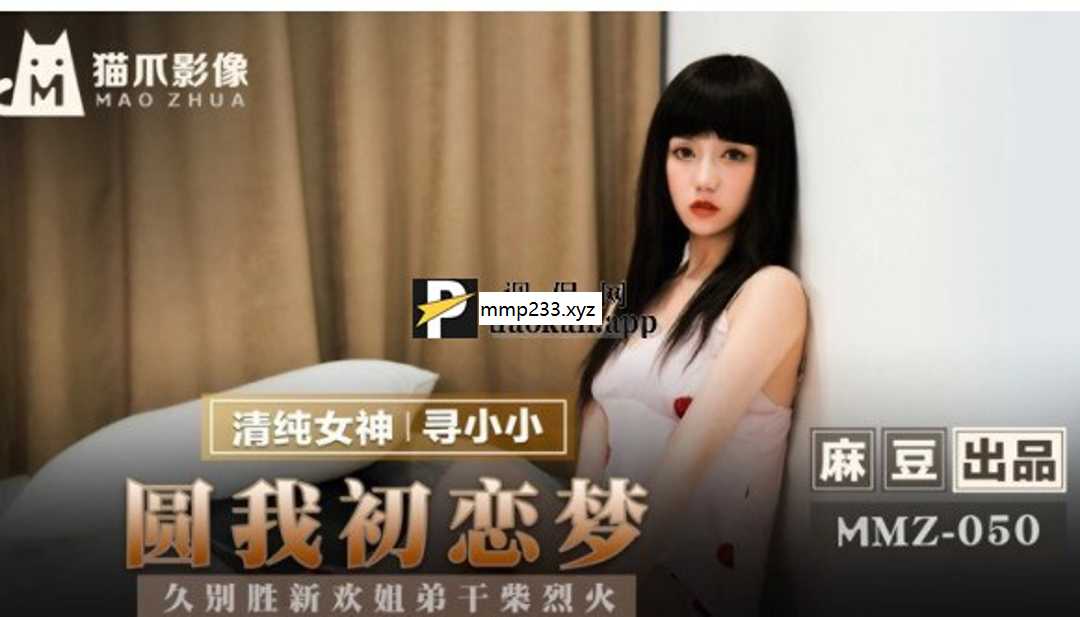 猫爪影像
MAO ZHUA
mmp233.xyz
清纯女神 | 寻小小
圆我初恋梦
久别胜新欢姐弟干柴烈火
麻豆出品
MMZ-050